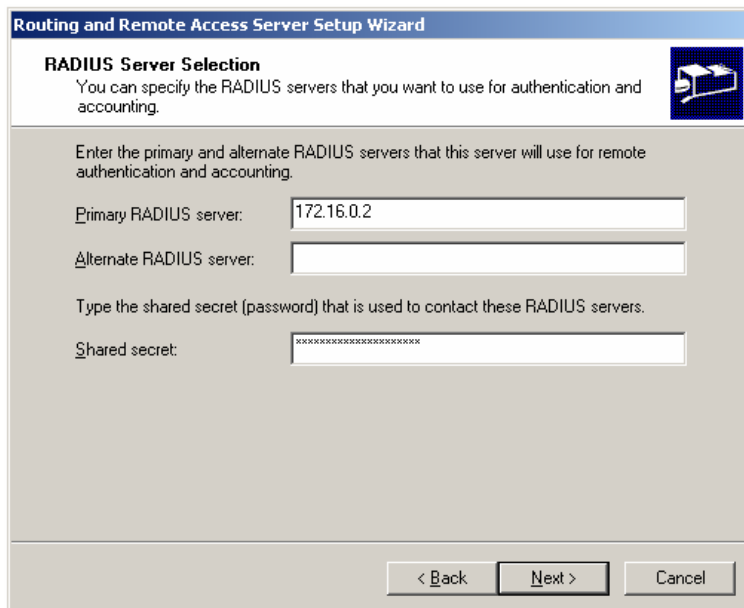 Routing and Remote Access Server Setup Wizard
RADIUS Server Selection
You can specify the RADIUS servers that you want to use for authentication and
accounting.
Enter the primary and alternate RADIUS servers that this server will use for remote
authentication and accounting.
Primary RADIUS server:
172.16.0.2
Alternate RADIUS server:
Type the shared secret (password) that is used to contact these RADIUS servers.
Shared secret:
×××××××××××××××××××××
< Back
Next >
Cancel